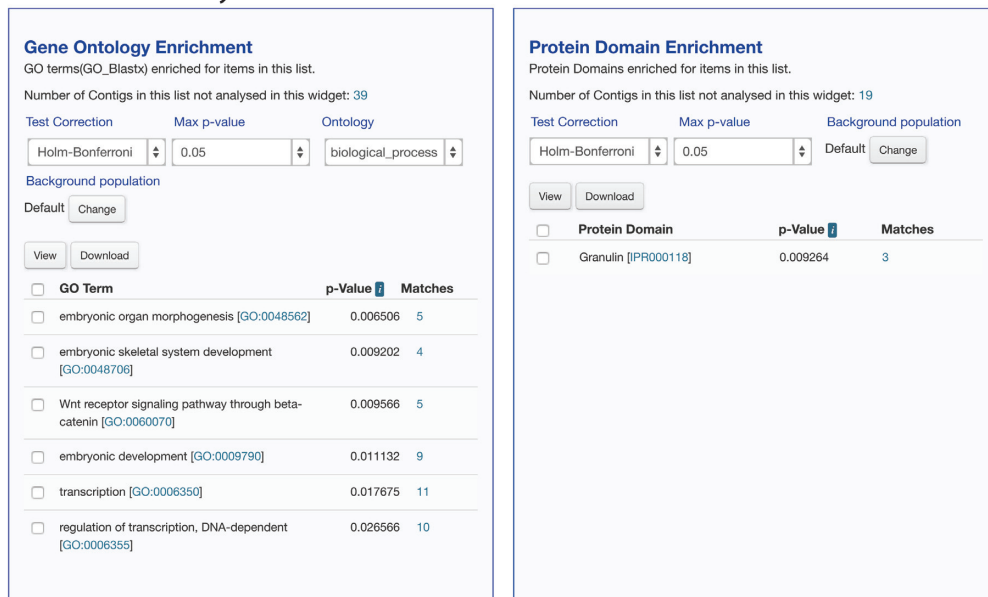 Gene Ontology Enrichment
GO terms(GO_Blastx) enriched for items in this list.
Number of Contigs in this list not analysed in this widget: 39
Test Correction Max p-value Ontology
Holm-Bonferroni 0.05 biological_process
Background population
Default Change
View Download
GO Term p-Value i Matches
embryonic organ morphogenesis [GO:0048562] 0.006506 5
embryonic skeletal system development 0.009202 4
[GO:0048706]
Wnt receptor signaling pathway through beta- 0.009566 5
catenin [GO:0060070]
embryonic development [GO:0009790] 0.011132 9
transcription [GO:0006350] 0.017675 11
regulation of transcription, DNA-dependent 0.026566 10
[GO:0006355]
Protein Domain Enrichment
Protein Domains enriched for items in this list.
Number of Contigs in this list not analysed in this widget: 19
Test Correction Max p-value Background population
Holm-Bonferroni 0.05 Default Change
View Download
Protein Domain p-Value i Matches
Granulin [IPR000118] 0.009264 3